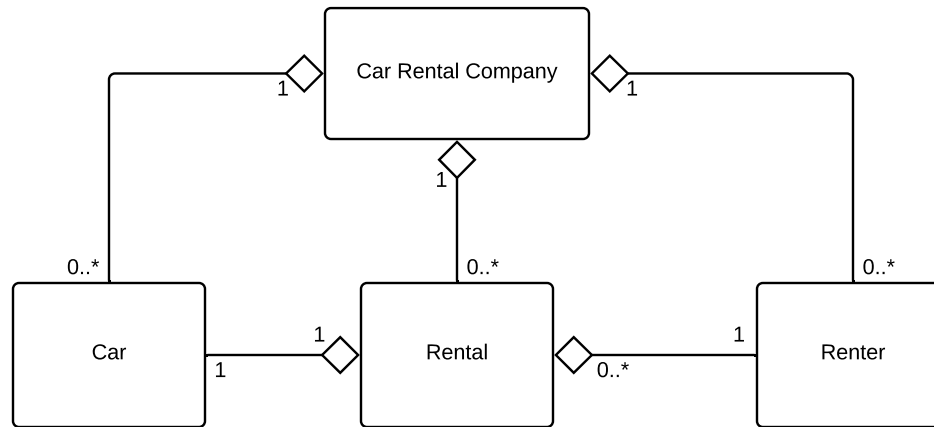 Car Rental Company
1
1
1
0..*
0..*
0..*
Car
1
1
Rental
0..*
1
Renter